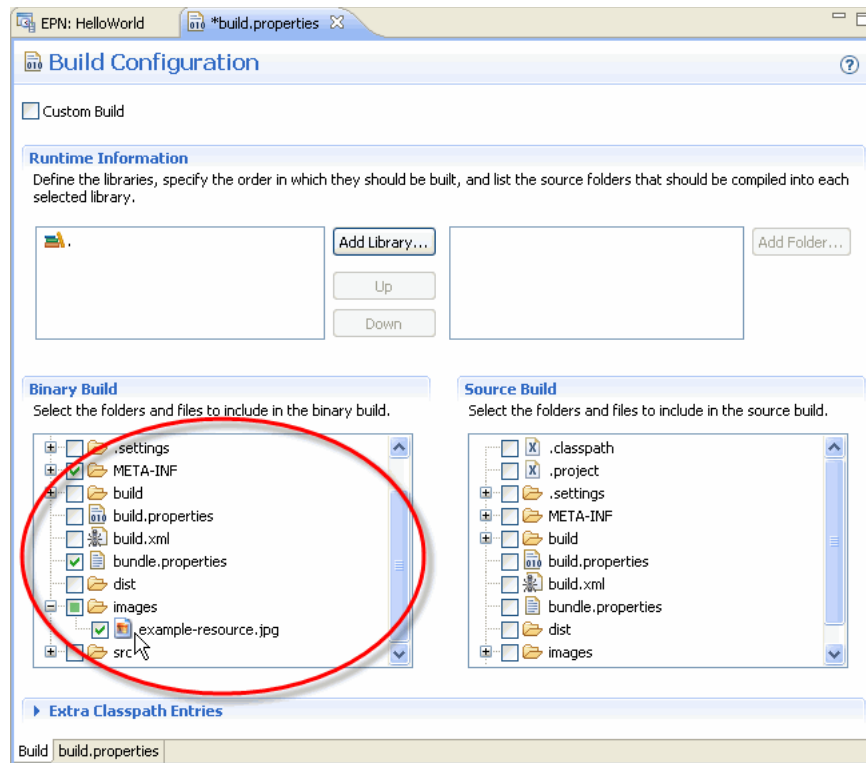 EPN: HelloWorld
*build.properties
Build Configuration
Custom Build
Runtime Information
Define the libraries, specify the order in which they should be built, and list the source folders that should be compiled into each
selected library.
.
Add Library...
Add Folder...
Up
Down
Binary Build
Select the folders and files to include in the binary build.
.settings
META-INF
build
build.properties
build.xml
bundle.properties
dist
images
example-resource.jpg
src
Source Build
Select the folders and files to include in the source build.
.classpath
.project
.settings
META-INF
build
build.properties
build.xml
bundle.properties
dist
images
Extra Classpath Entries
Build
build.properties